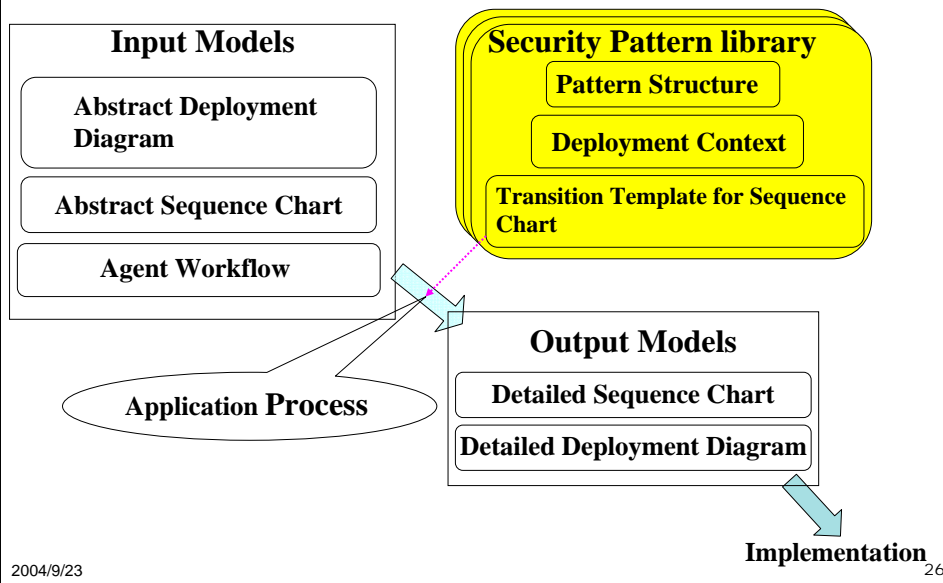 Input Models
Abstract Deployment
Diagram
Abstract Sequence Chart
Agent Workflow
Security Pattern library
Pattern Structure
Deployment Context
Transition Template for Sequence
Chart
Application Process
Output Models
Detailed Sequence Chart
Detailed Deployment Diagram
Implementation
2004/9/23
26